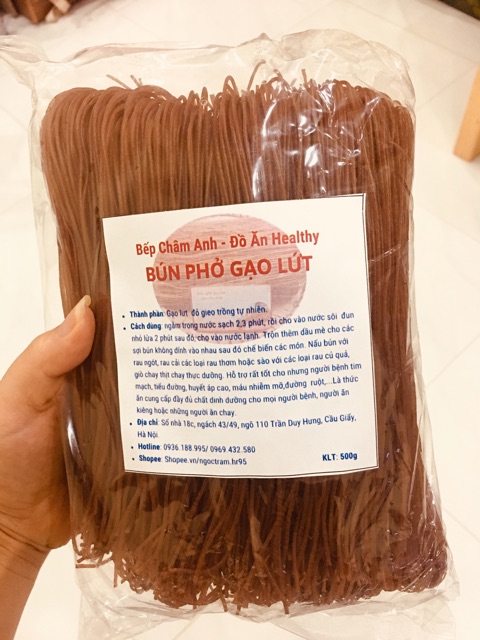 Bếp Châm Anh - Đồ Ăn Healthy
BÚN PHỞ GẠO LỨT
• Thành phần: Gạo lứt đỏ gieo trồng tự nhiên.
• Cách dùng: ngâm trong nước sạch 2,3 phút, rồi cho vào nước sôi đun
nhỏ lửa 2 phút sau đó, cho vào nước lạnh. Trộn thêm dầu mè cho các
sợi bún không dính vào nhau sau đó chế biến các món. Nấu bún với
rau ngót, rau cải các loại rau thơm hoặc xào với các loại rau củ quả,
giò chay thịt chay thực dưỡng. Hỗ trợ rất tốt cho nhưng người bệnh tim
mạch, tiểu đường, huyết áp cao, máu nhiễm mỡ,đường ruột,...Là thức
ăn cung cấp đầy đủ chất dinh dưỡng cho mọi người bệnh, người ăn
kiêng hoặc những người ăn chay.
• Địa chỉ: Số nhà 18c, ngách 43/49, ngõ 110 Trần Duy Hưng, Cầu Giấy,
Hà Nội.
• Hotline: 0936.188.995/ 0969.432.580
• Shopee: Shopee.vn/ngoctram.hr95
KLT: 500g